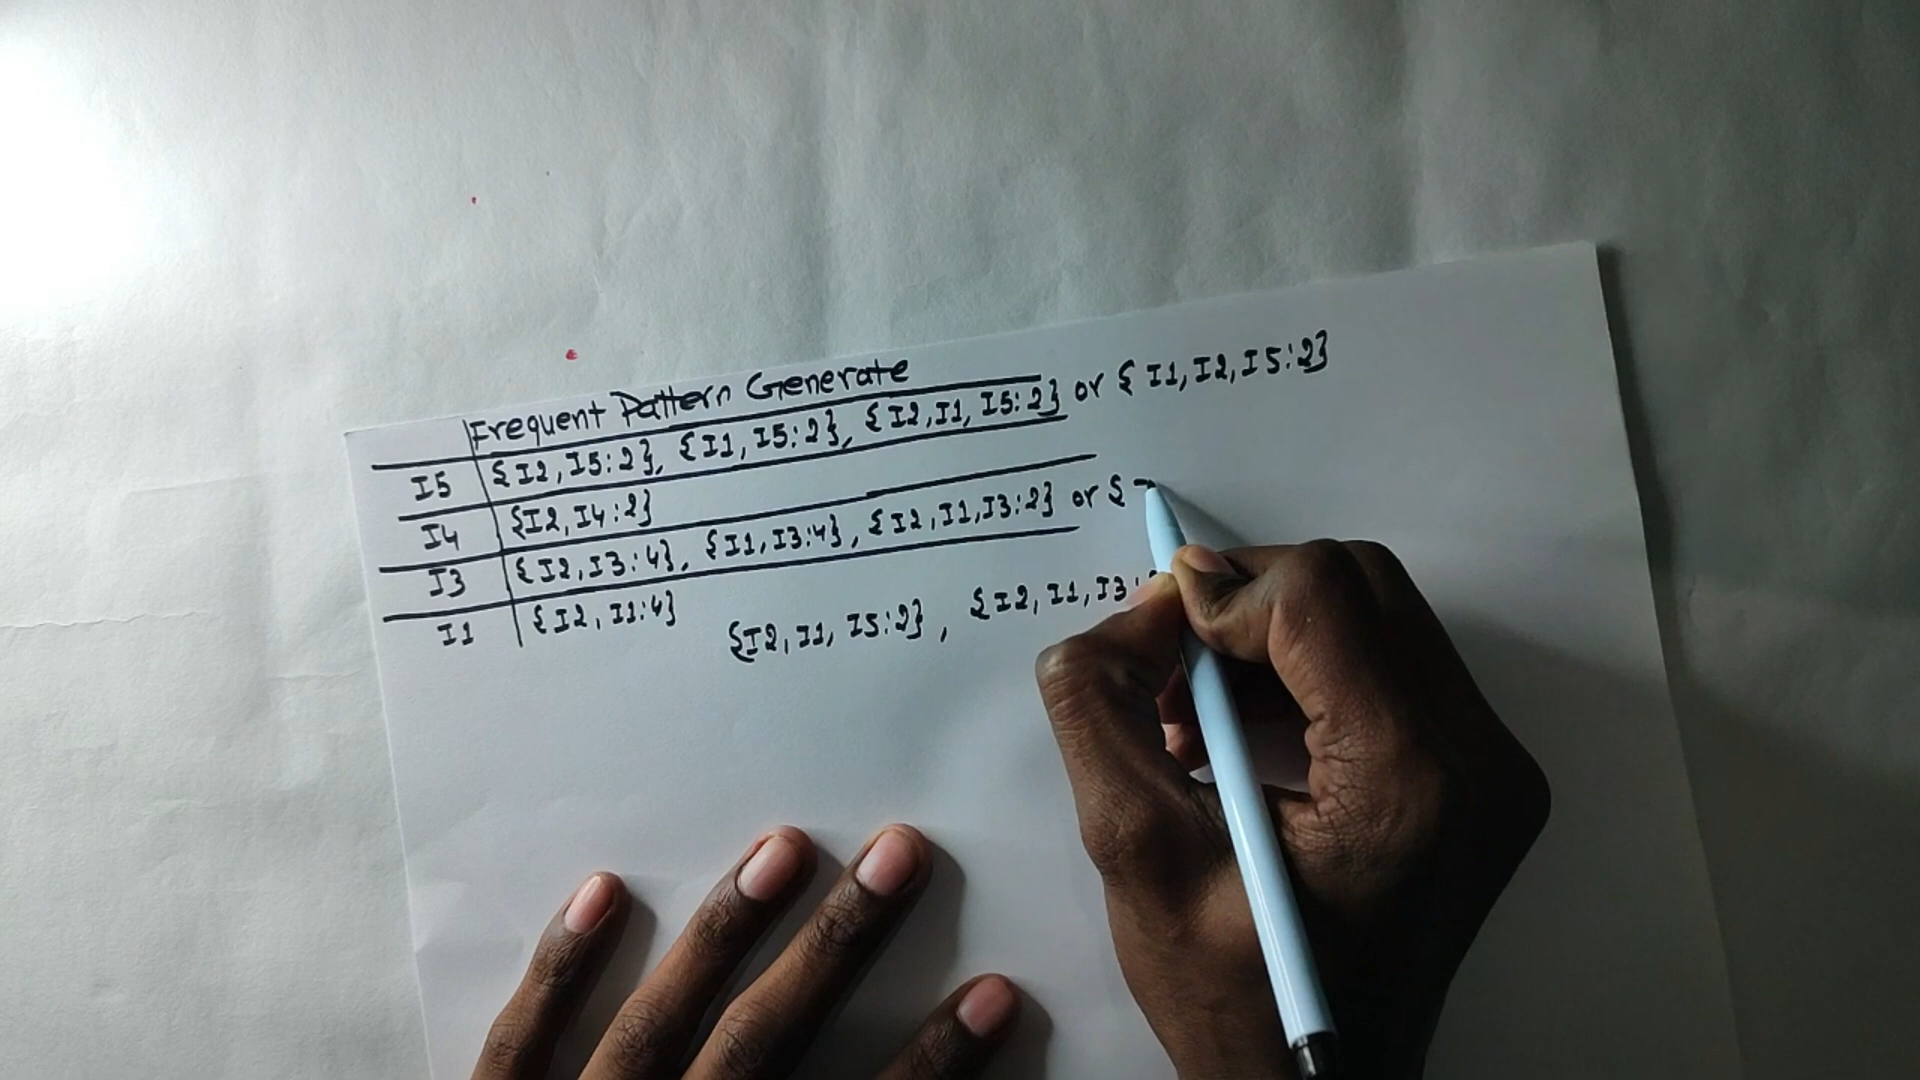 Frequent Pattern Generate
I5 {I2, I5:2}, {I1, I5:2}, {I2, I1, I5:2} or {I1, I2, I5:2}
I4 {I2, I4:2}
I3 {I2, I3:4}, {I1, I3:4}, {I2, I1, I3:2} or {
I1 {I2, I1:4}
{I2, I1, I5:2}, {I2, I1, I3: